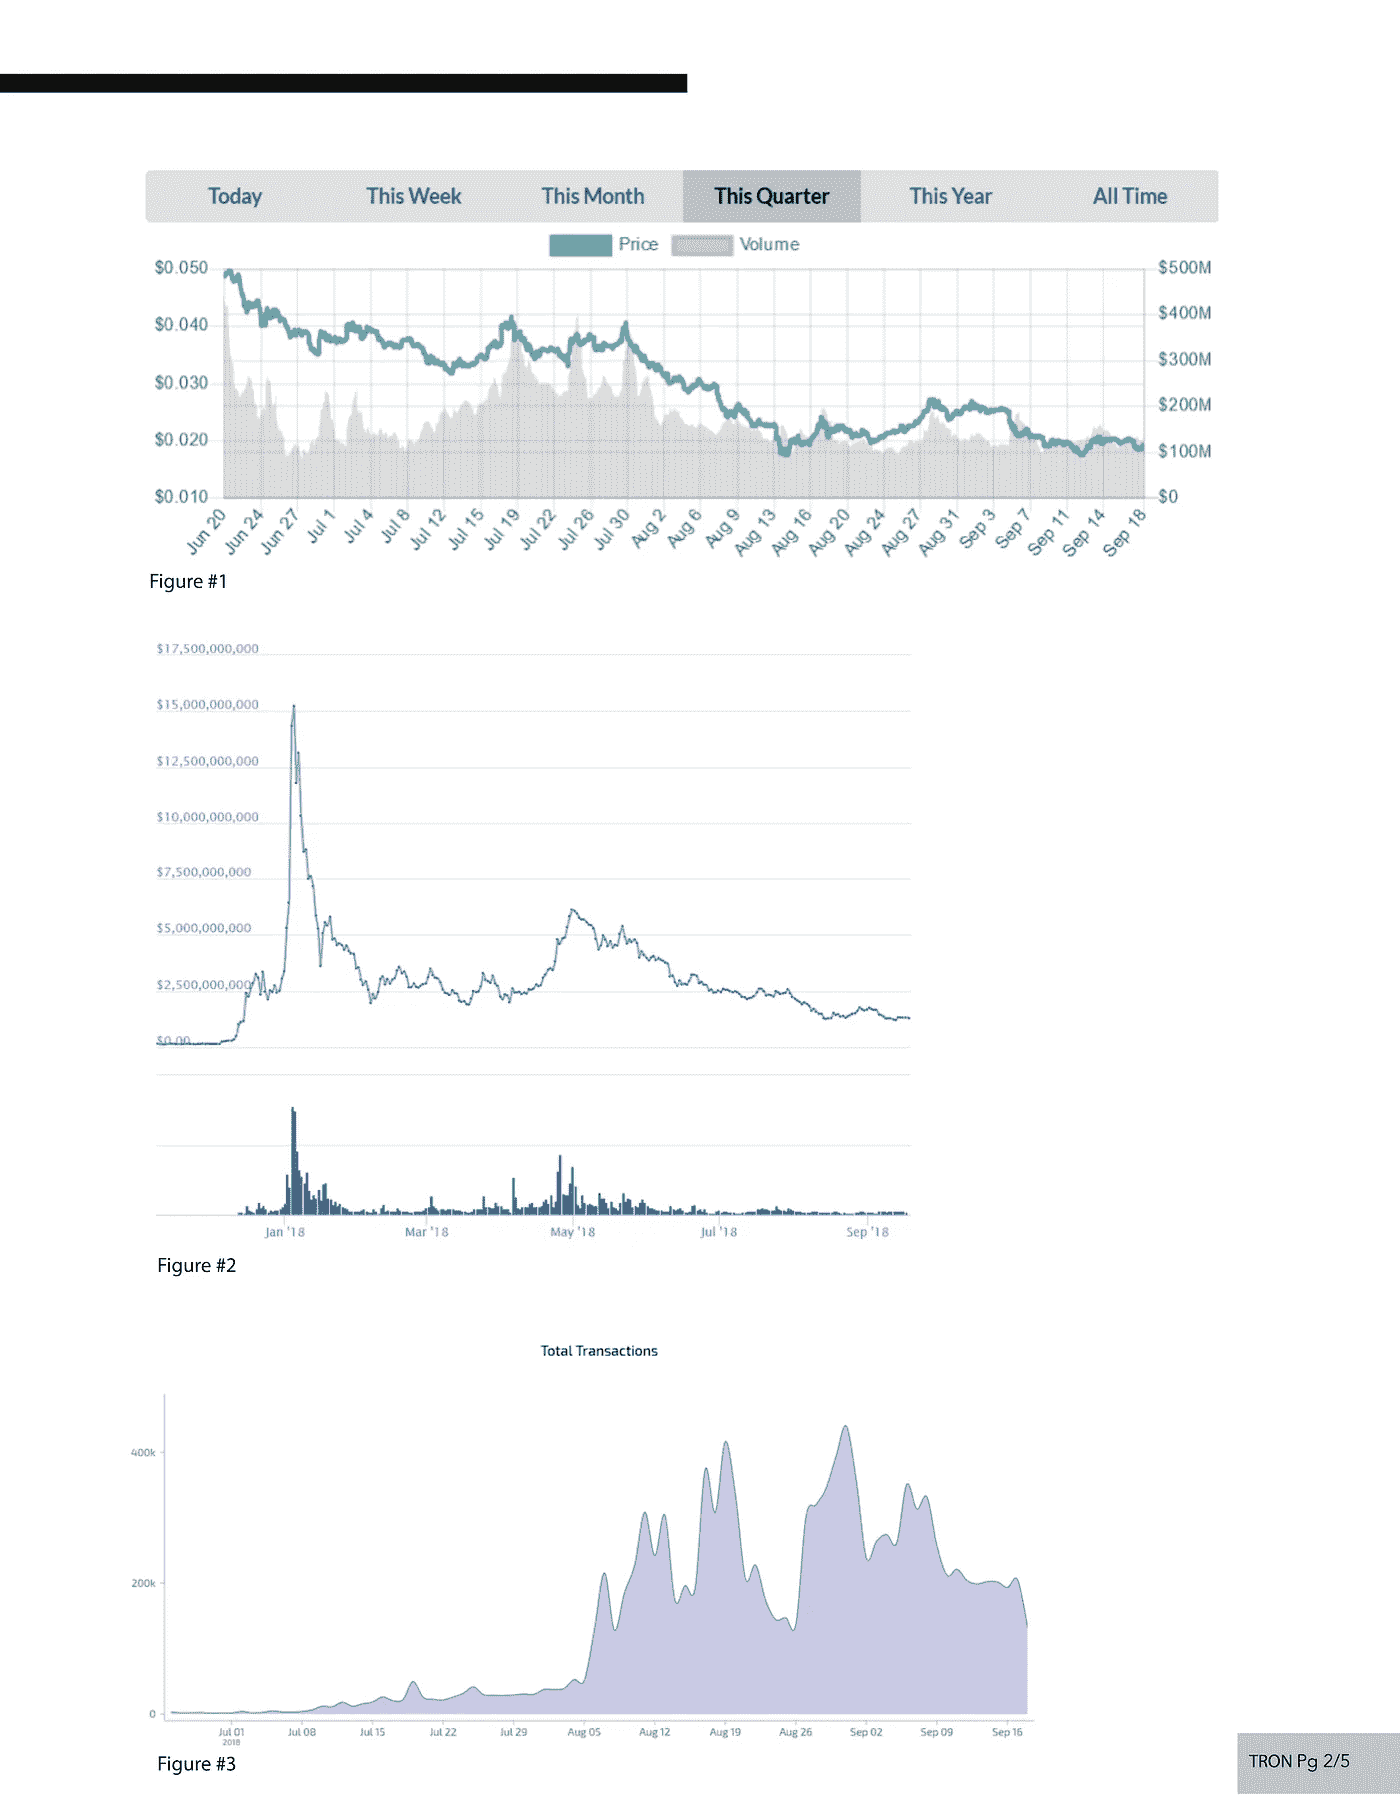 Today This Week This Month This Quarter This Year All Time
Price Volume
$0.050 $500M
$400M
$0.040
$300M
$0.030
$200M
$0.020
$100M
$0.010 $0
Jun 20 Jun 24 Jun 27 Jul 1 Jul 4 Jul 8 Jul 12 Jul 15 Jul 19 Jul 22 Jul 26 Jul 30 Aug 2 Aug 6 Aug 9 Aug 13 Aug 16 Aug 20 Aug 24 Aug 27 Aug 31 Sep 3 Sep 7 Sep 11 Sep 14 Sep 18
Figure #1
$17,500,000,000
$15,000,000,000
$12,500,000,000
$10,000,000,000
$7,500,000,000
$5,000,000,000
$2,500,000,000
$0.00
Jan '18 Mar '18 May '18 Jul '18 Sep '18
Figure #2
Total Transactions
400k
200k
0
Jul 01 Jul 08 Jul 15 Jul 22 Jul 29 Aug 05 Aug 12 Aug 19 Aug 26 Sep 02 Sep 09 Sep 16
2018
Figure #3
TRON Pg 2/5